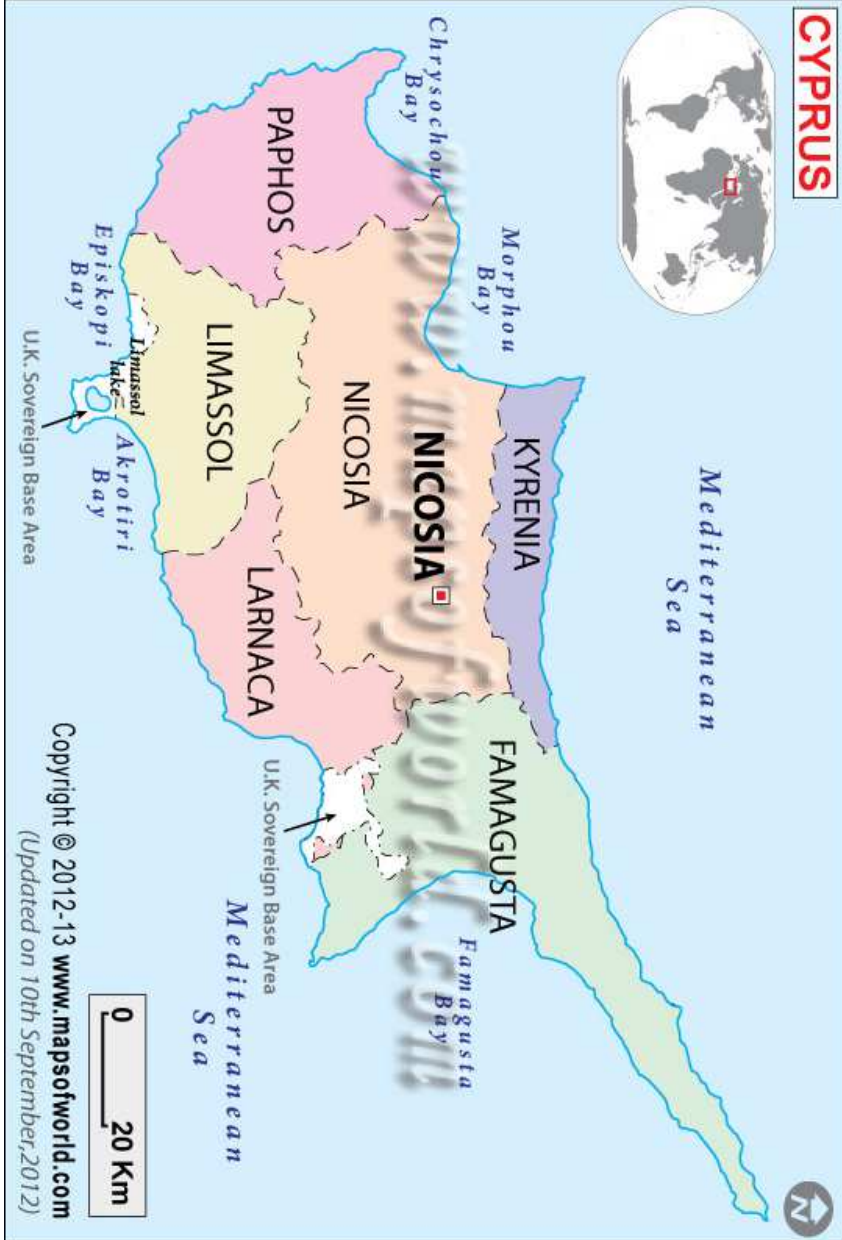 CYPRUS
N
Mediterranean
Sea
Morphou
Bay
Chrysochou
Bay
KYRENIA
FAMAGUSTA
NICOSIA
www.mapsofworld.com
Famagusta
Bay
NICOSIA
PAPHOS
LIMASSOL
LARNACA
U.K. Sovereign Base Area
Mediterranean
Sea
Limassol
lake
Episkopi
Bay
Akrotiri
Bay
U.K. Sovereign Base Area
0 20 Km
Copyright © 2012-13 www.mapsofworld.com
(Updated on 10th September,2012)